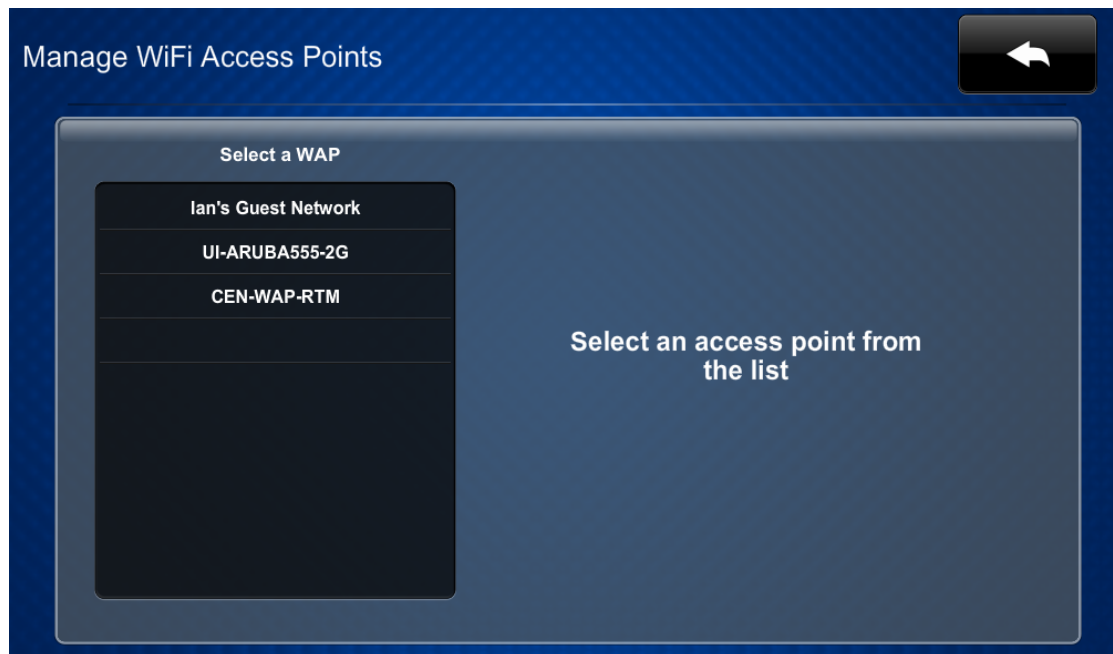 Manage WiFi Access Points
Select a WAP
Ian's Guest Network
UI-ARUBA555-2G
CEN-WAP-RTM
Select an access point from
the list